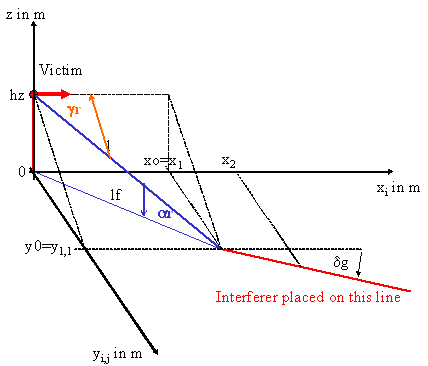 z in m
Victim
hz
γr
l
xo=x1
x2
0
xi in m
lf
αr
y0=y1,1
δg
Interferer placed on this line
yi,j in m